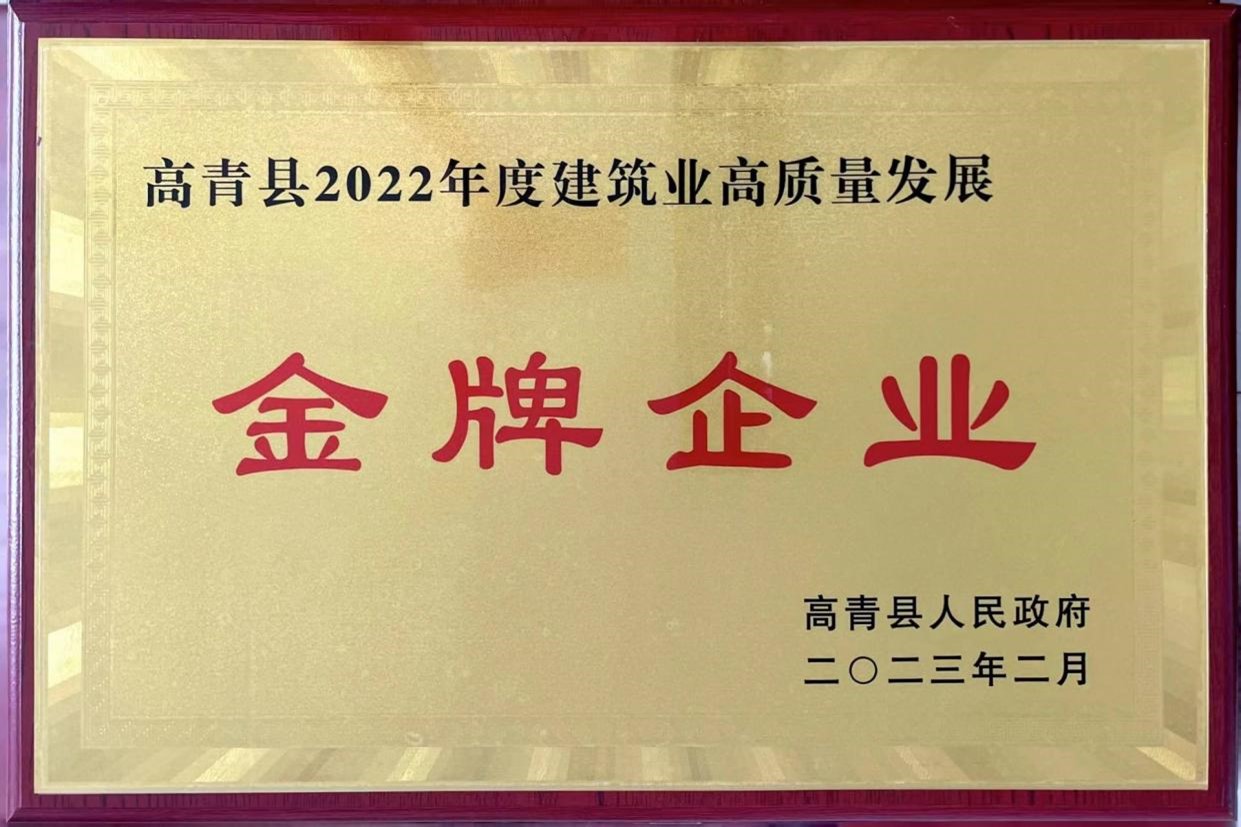 高青县2022年度建筑业高质量发展
金牌企业
高青县人民政府
二〇二三年二月